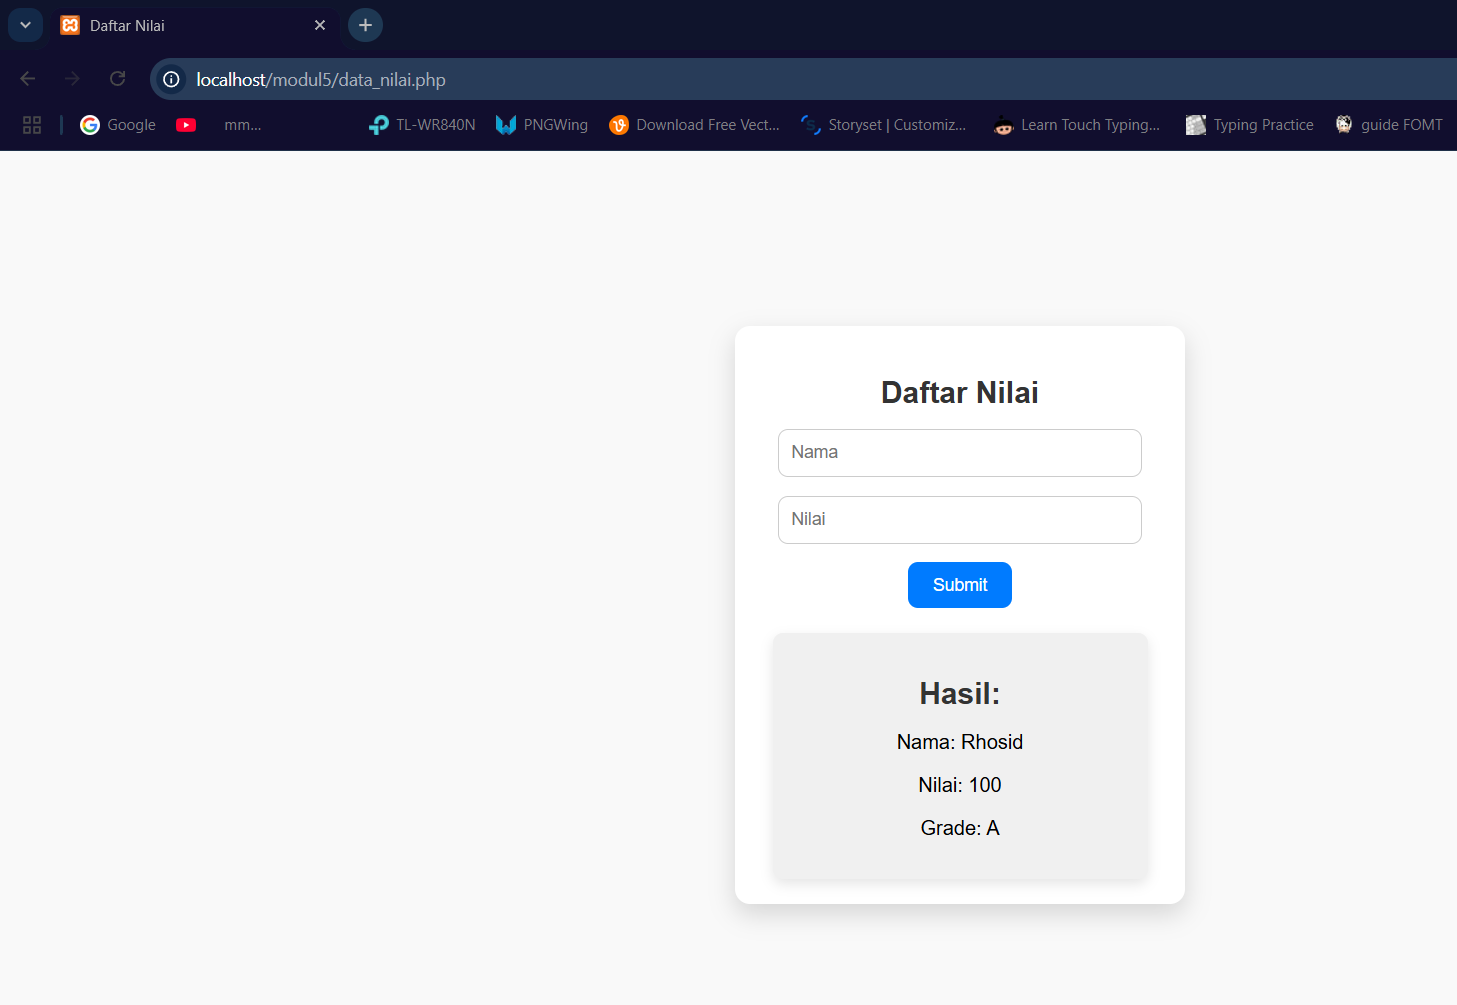 Daftar Nilai
localhost/modul5/data_nilai.php
Google mm... TL-WR840N PNGWing Download Free Vect... Storyset | Customiz... Learn Touch Typing... Typing Practice guide FOMT
Daftar Nilai
Nama
Nilai
Submit
Hasil:
Nama: Rhosid
Nilai: 100
Grade: A